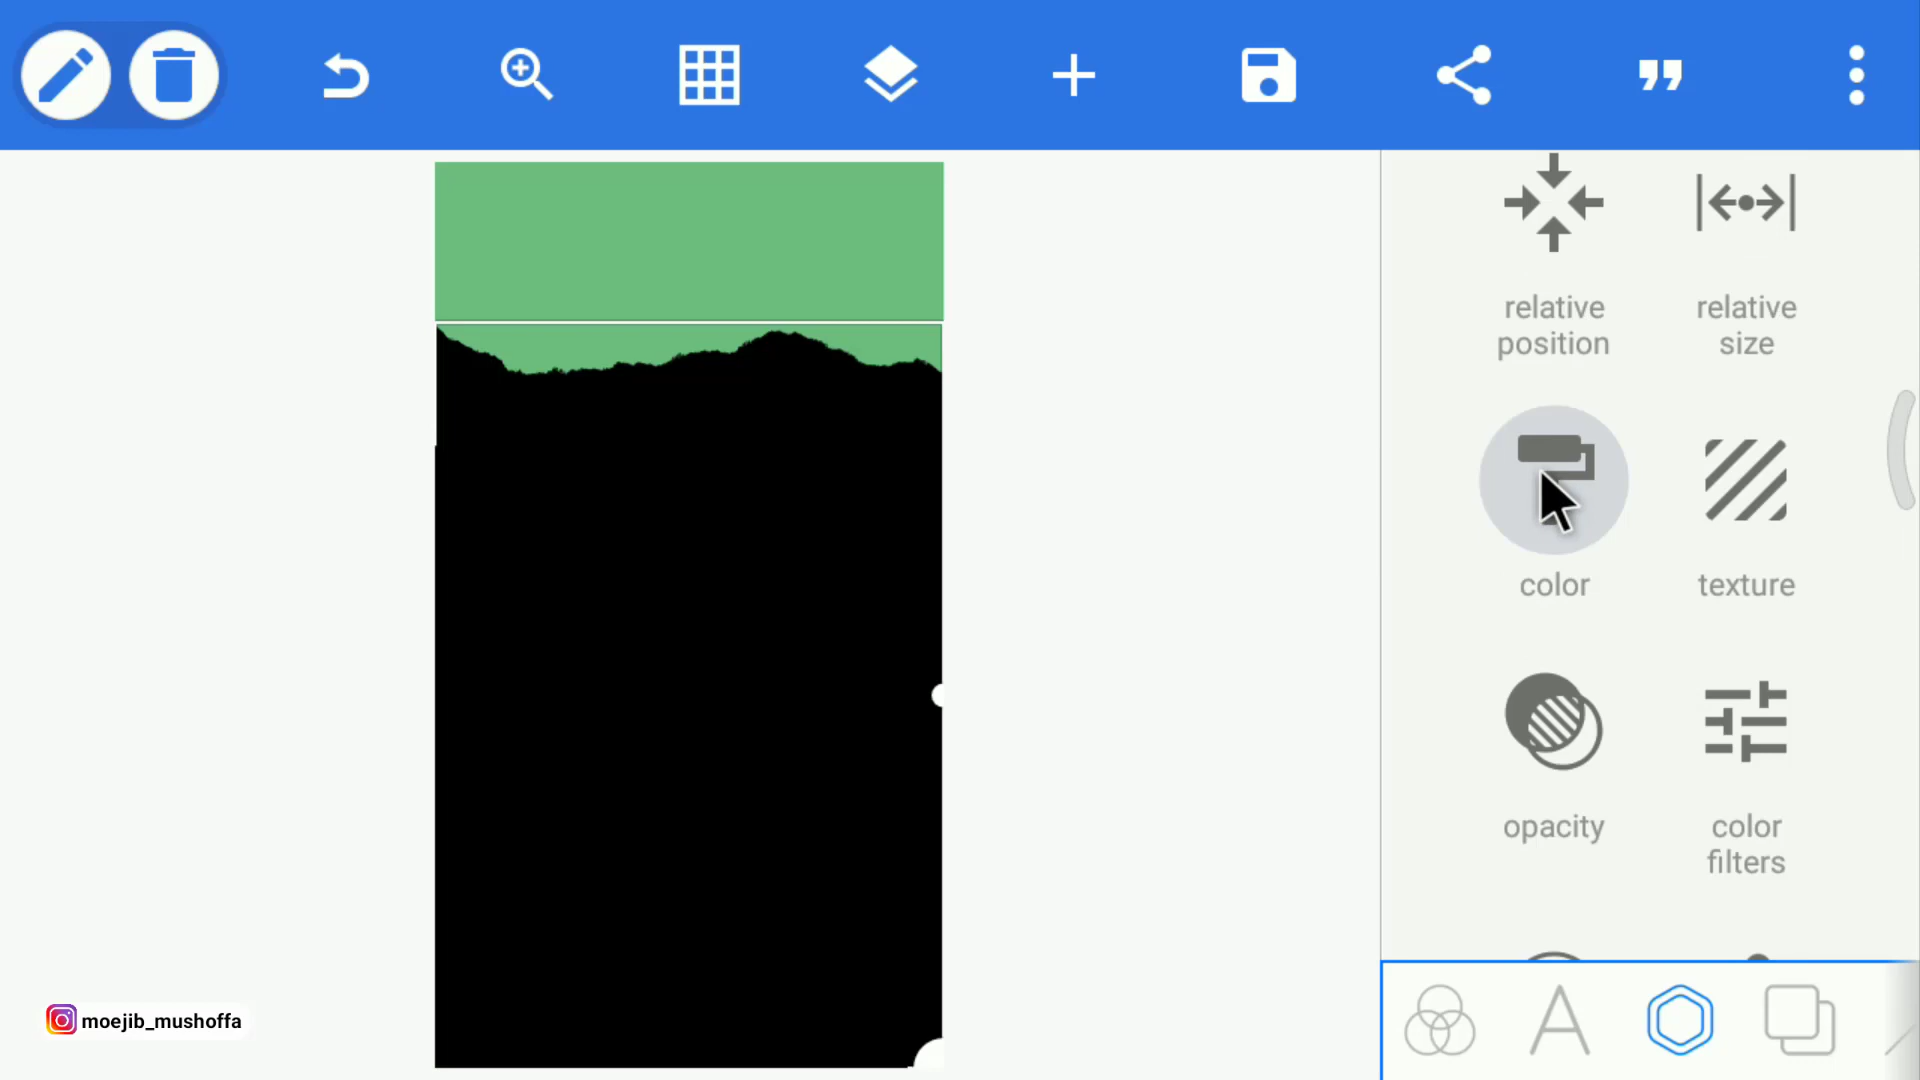 relative
position
relative
size
color
texture
opacity
color
filters
moejib_mushoffa